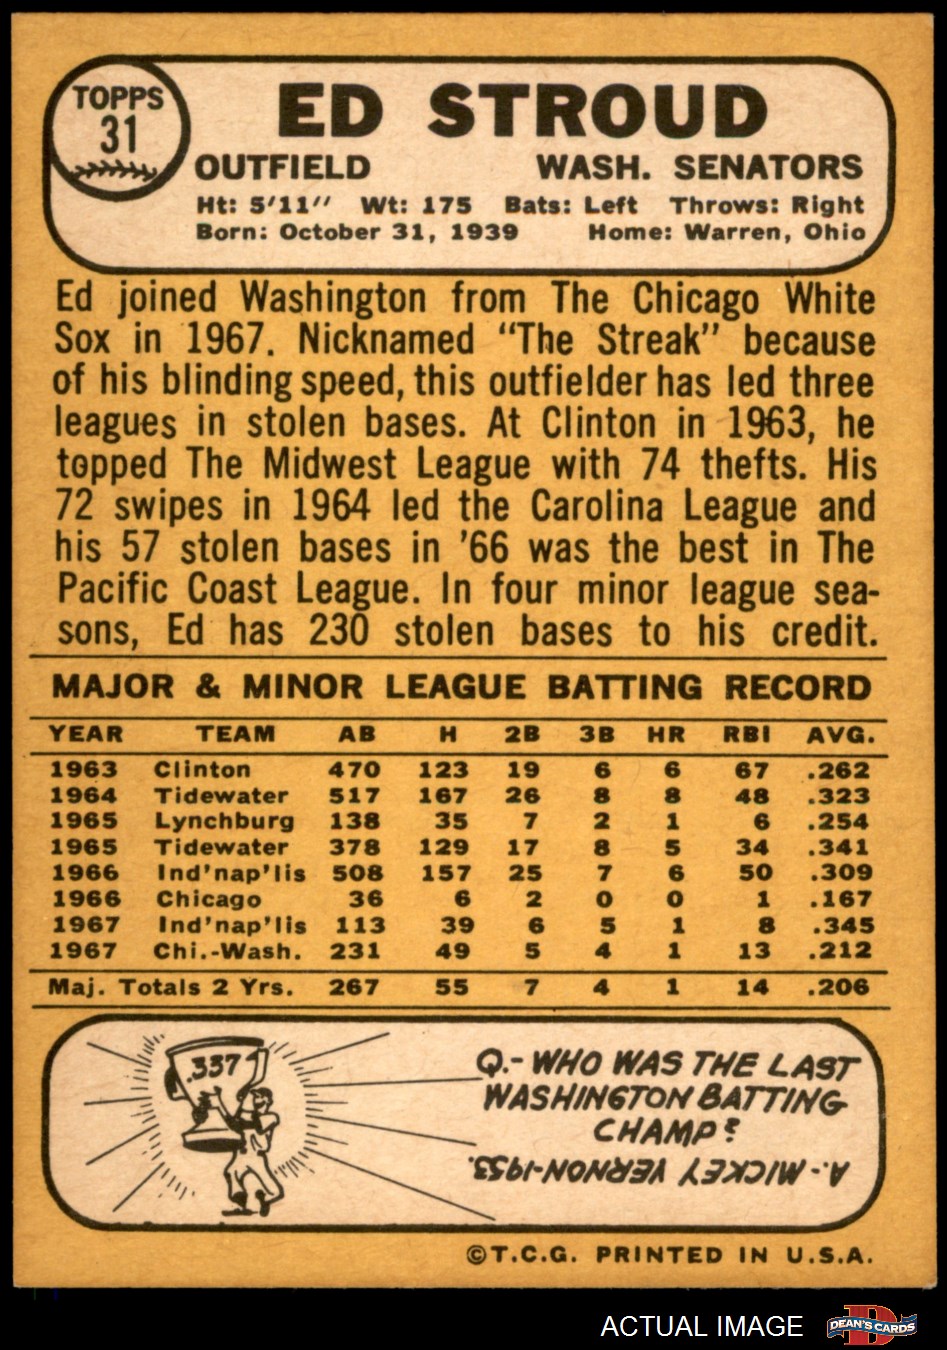 TOPPS
31
ED STROUD
OUTFIELD WASH. SENATORS
Ht: 5'11" Wt: 175 Bats: Left Throws: Right
Born: October 31, 1939 Home: Warren, Ohio
Ed joined Washington from The Chicago White
Sox in 1967. Nicknamed "The Streak" because
of his blinding speed, this outfielder has led three
leagues in stolen bases. At Clinton in 1963, he
topped The Midwest League with 74 thefts. His
72 swipes in 1964 led the Carolina League and
his 57 stolen bases in '66 was the best in The
Pacific Coast League. In four minor league sea-
sons, Ed has 230 stolen bases to his credit.
MAJOR & MINOR LEAGUE BATTING RECORD
YEAR TEAM AB H 2B 3B HR RBI AVG.
1963 Clinton 470 123 19 6 6 67 .262
1964 Tidewater 517 167 26 8 8 48 .323
1965 Lynchburg 138 35 7 2 1 6 .254
1965 Tidewater 378 129 17 8 5 34 .341
1966 Ind'nap'lis 508 157 25 7 6 50 .309
1966 Chicago 36 6 2 0 0 1 .167
1967 Ind'nap'lis 113 39 6 5 1 8 .345
1967 Chi.-Wash. 231 49 5 4 1 13 .212
Maj. Totals 2 Yrs. 267 55 7 4 1 14 .206
.337
Q.- WHO WAS THE LAST
WASHINGTON BATTING
CHAMP?
A.- MICKEY VERNON-1953.
©T.C.G. PRINTED IN U.S.A.
ACTUAL IMAGE
D
DEAN'S CARDS